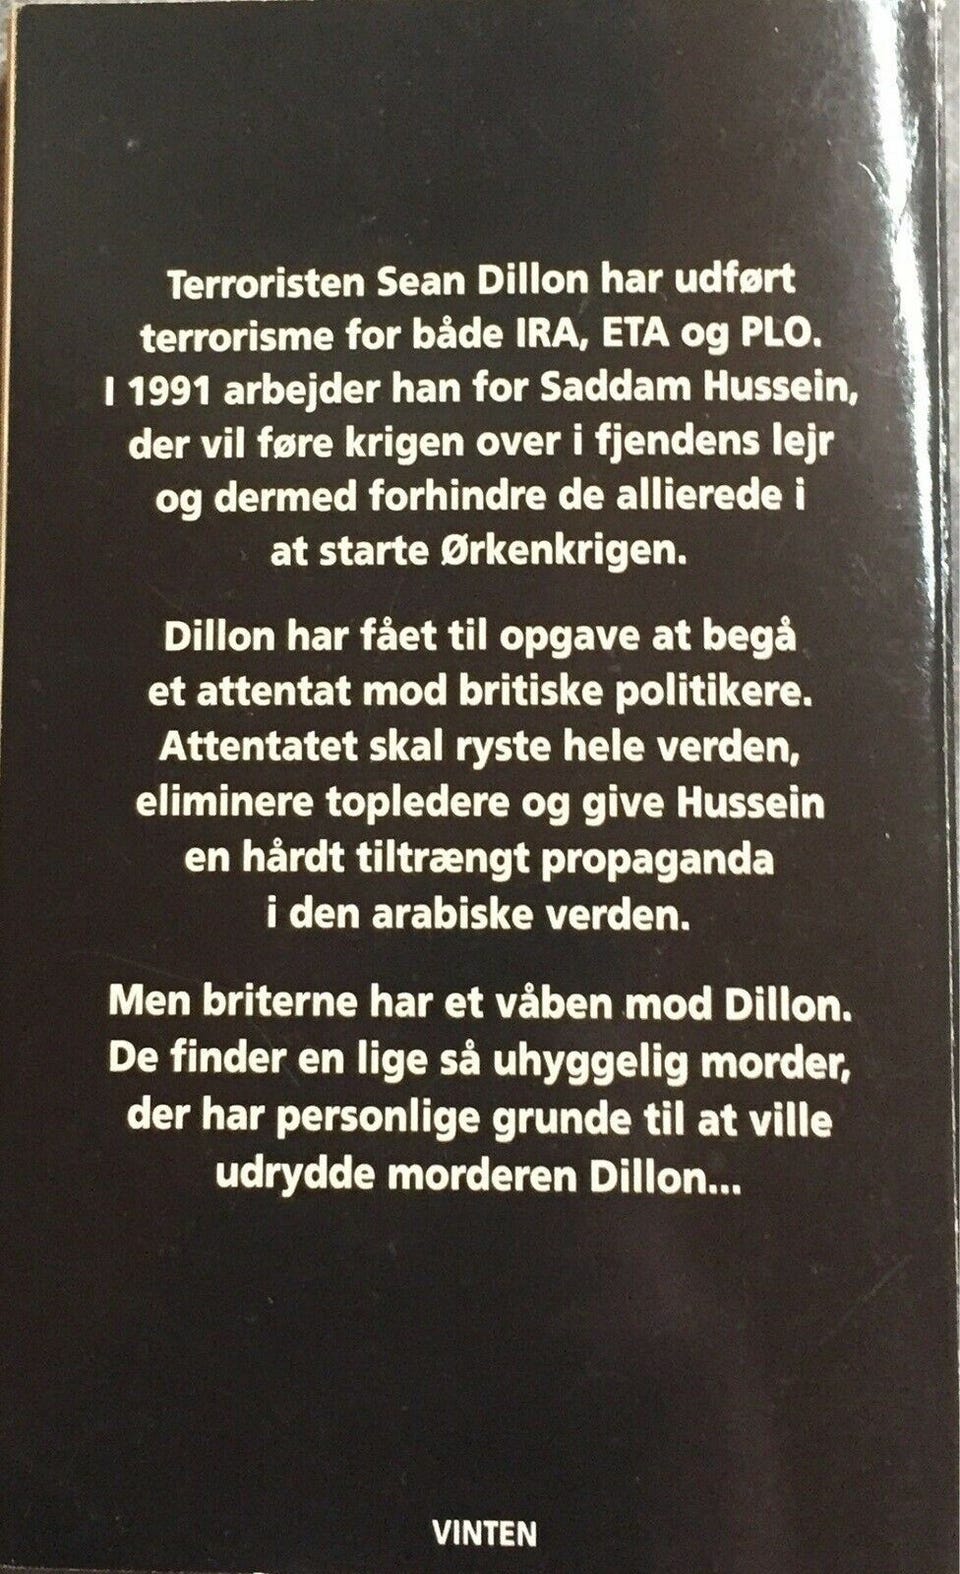 Terroristen Sean Dillon har udført
terrorisme for både IRA, ETA og PLO.
I 1991 arbejder han for Saddam Hussein,
der vil føre krigen over i fjendens lejr
og dermed forhindre de allierede i
at starte Ørkenkrigen.
Dillon har fået til opgave at begå
et attentat mod britiske politikere.
Attentatet skal ryste hele verden,
eliminere topledere og give Hussein
en hårdt tiltrængt propaganda
i den arabiske verden.
Men briterne har et våben mod Dillon.
De finder en lige så uhyggelig morder,
der har personlige grunde til at ville
udrydde morderen Dillon...
VINTEN